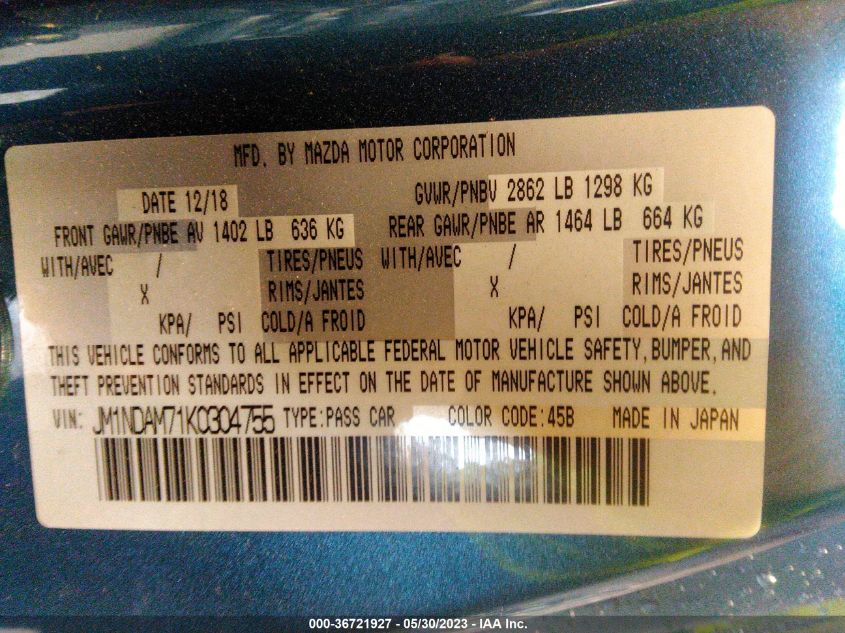 MFD. BY MAZDA MOTOR CORPORATION
DATE 12/18 GVWR/PNBV 2862 LB 1298 KG
FRONT GAWR/PNBE AV 1402 LB 636 KG REAR GAWR/PNBE AR 1464 LB 664 KG
WITH/AVEC / TIRES/PNEUS WITH/AVEC / TIRES/PNEUS
X RIMS/JANTES X RIMS/JANTES
KPA/ PSI COLD/A FROID KPA/ PSI COLD/A FROID
THIS VEHICLE CONFORMS TO ALL APPLICABLE FEDERAL MOTOR VEHICLE SAFETY, BUMPER, AND
THEFT PREVENTION STANDARDS IN EFFECT ON THE DATE OF MANUFACTURE SHOWN ABOVE.
VIN: JM1NDAM71K0304755 TYPE:PASS CAR COLOR CODE:45B MADE IN JAPAN
000-36721927 - 05/30/2023 - IAA Inc.